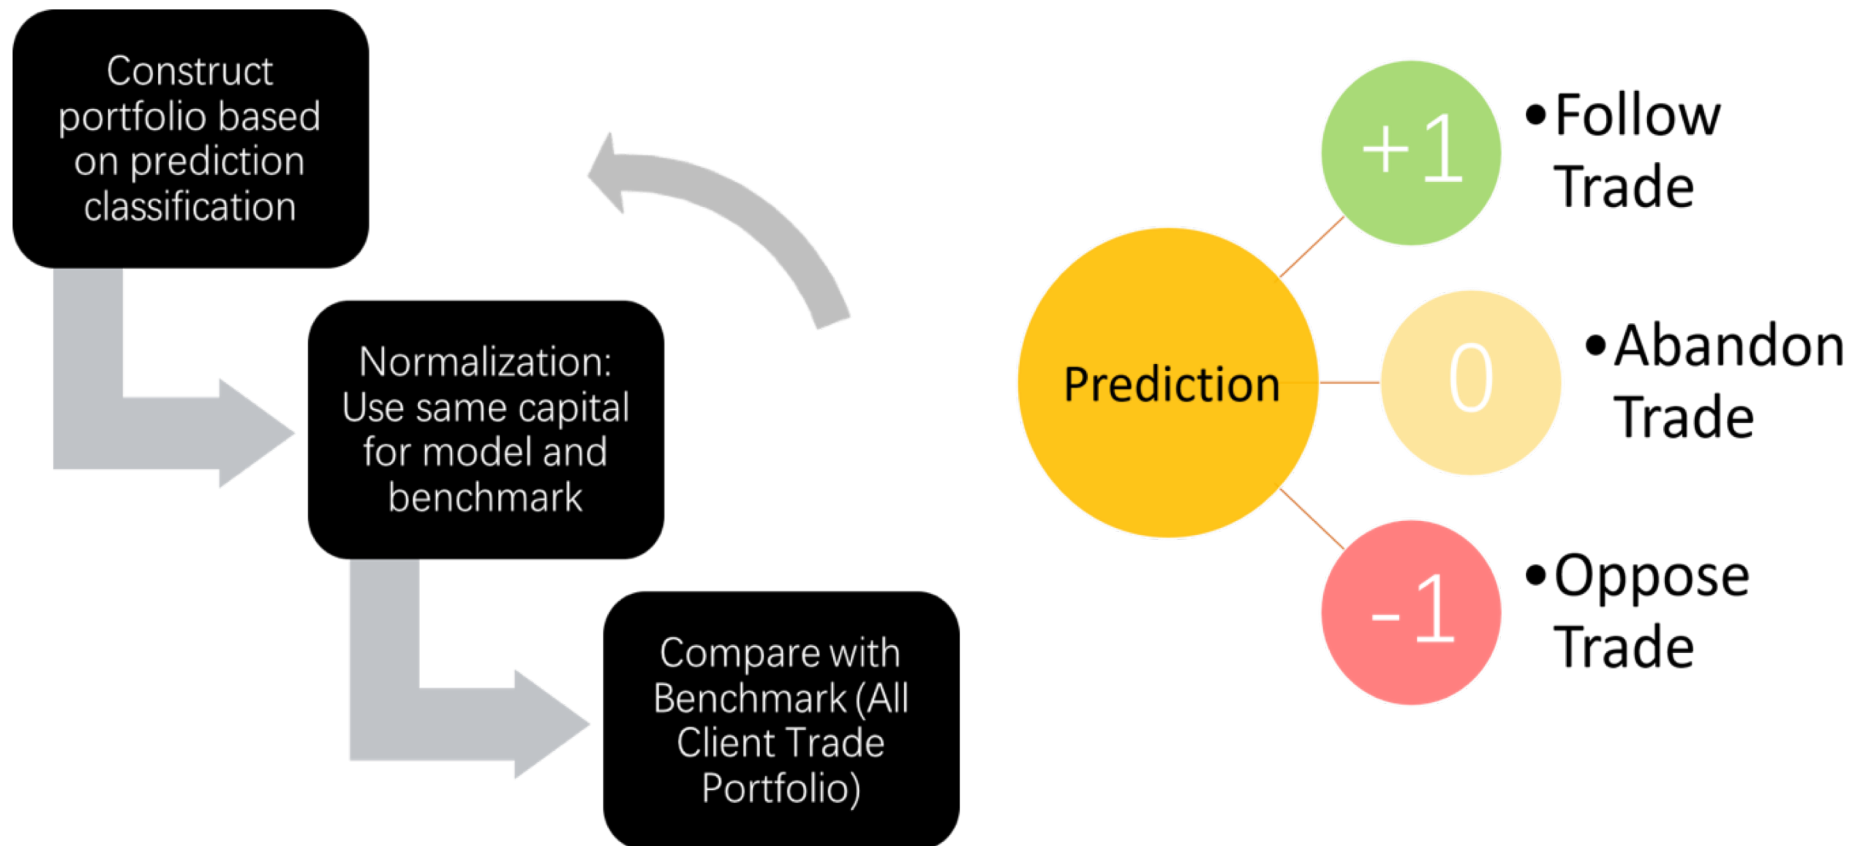 Construct
portfolio based
on prediction
classification
Normalization:
Use same capital
for model and
benchmark
Compare with
Benchmark (All
Client Trade
Portfolio)
Prediction
+1
•Follow
Trade
0
•Abandon
Trade
-1
•Oppose
Trade